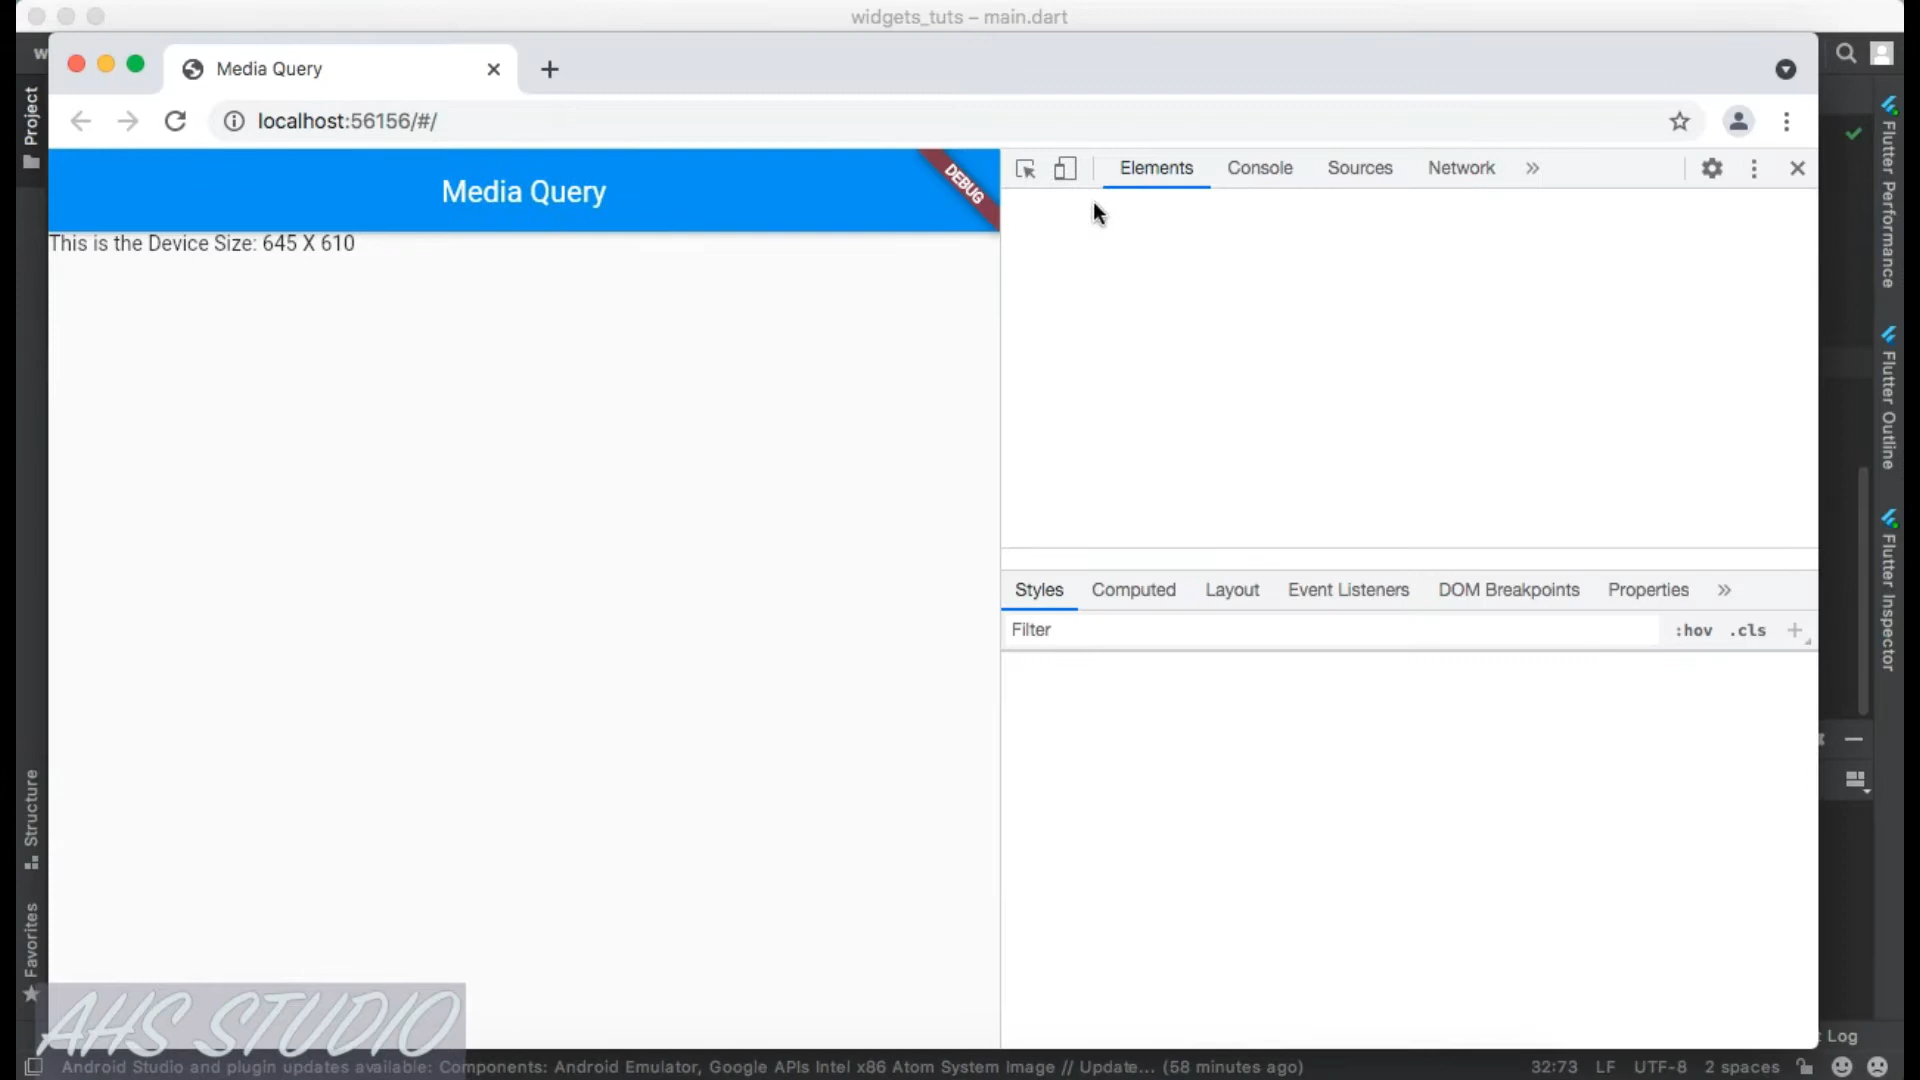 widgets_tuts – main.dart
Media Query
localhost:56156/#/
Project
Media Query
DEBUG
Elements
Console
Sources
Network
This is the Device Size: 645 X 610
Flutter Performance
Flutter Outline
Flutter Inspector
Styles
Computed
Layout
Event Listeners
DOM Breakpoints
Properties
Filter
:hov
.cls
Structure
Favorites
AHS STUDIO
Log
Android Studio and plugin updates available: Components: Android Emulator, Google APIs Intel x86 Atom System Image // Update... (58 minutes ago)
32:73
LF
UTF-8
2 spaces